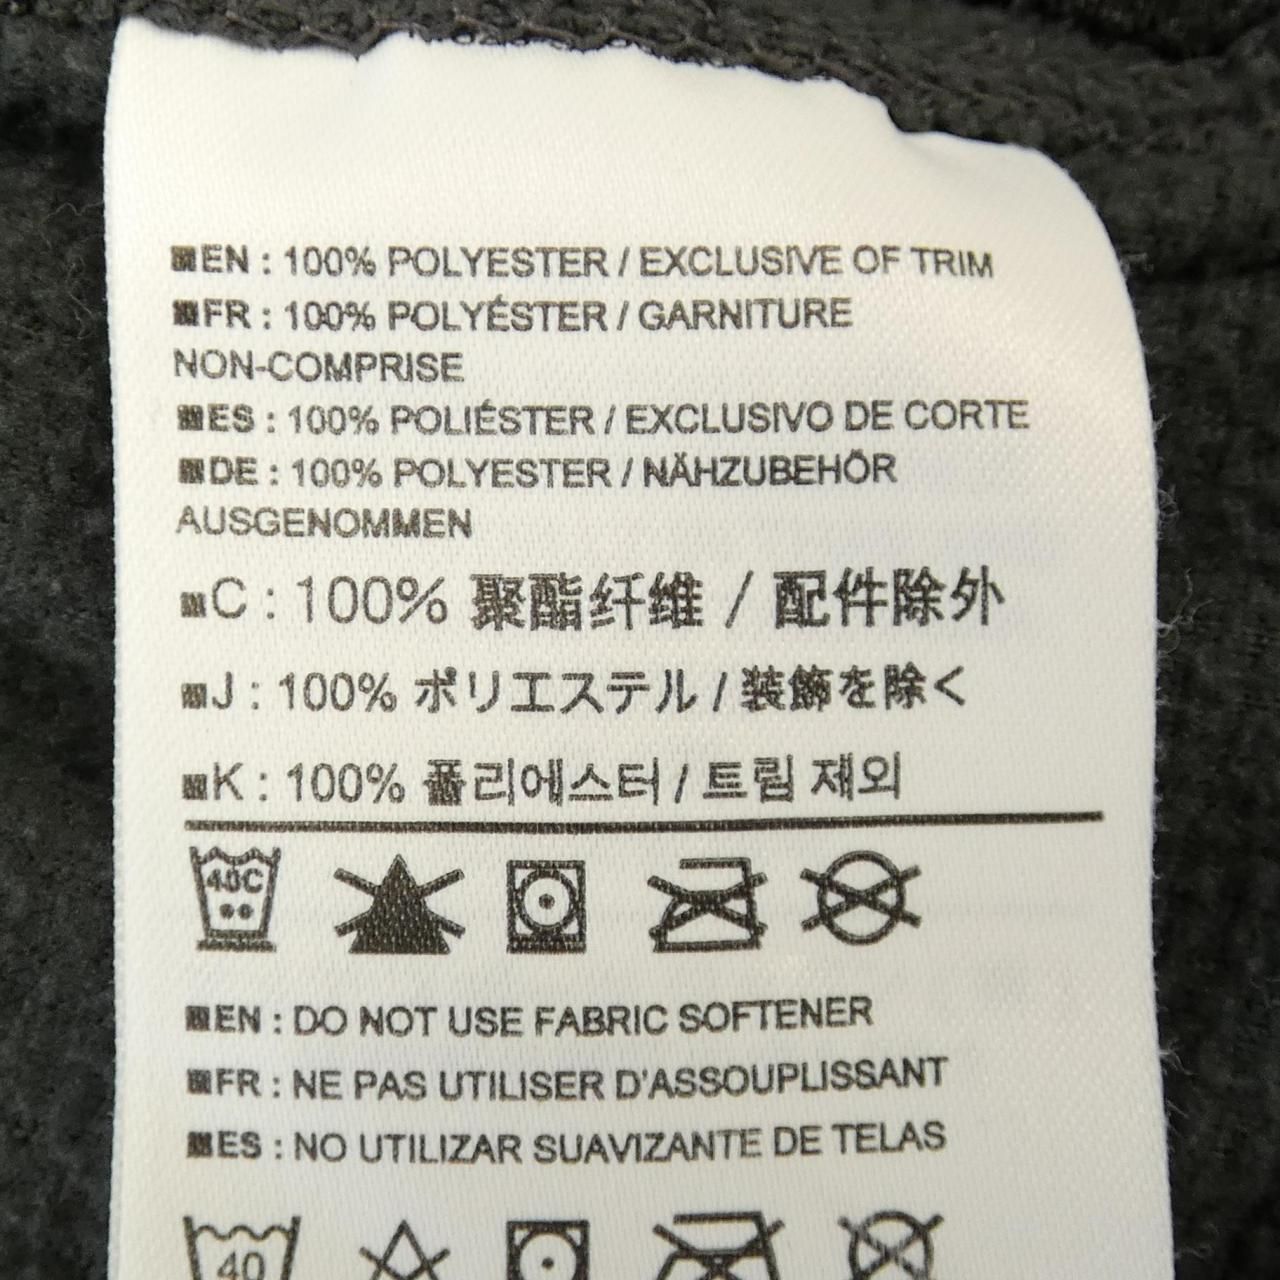 EN : 100% POLYESTER / EXCLUSIVE OF TRIM
FR : 100% POLYÉSTER / GARNITURE
NON-COMPRISE
ES : 100% POLIÉSTER / EXCLUSIVO DE CORTE
DE : 100% POLYESTER / NÄHZUBEHÖR
AUSGENOMMEN
C : 100% 聚酯纤维 / 配件除外
J : 100% ポリエステル / 装飾を除く
K : 100% 폴리에스터 / 트림 제외
40C
EN : DO NOT USE FABRIC SOFTENER
FR : NE PAS UTILISER D'ASSOUPLISSANT
ES : NO UTILIZAR SUAVIZANTE DE TELAS
40